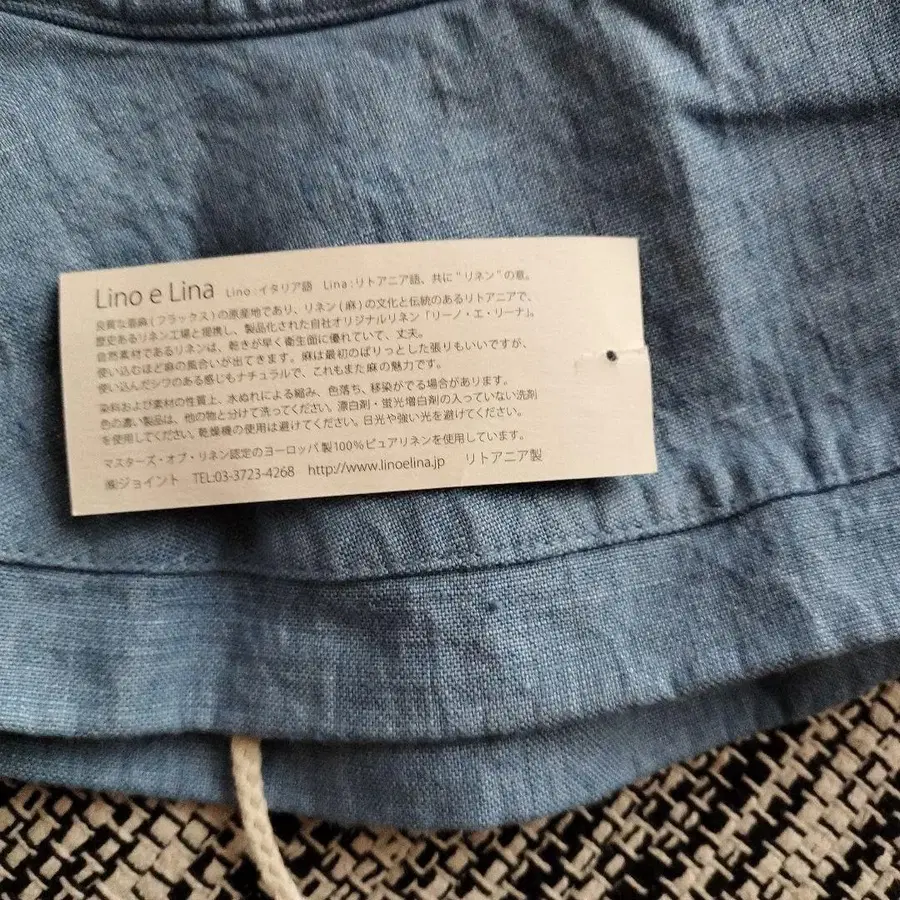 Lino e Lina Lino:イタリア語 Lina:リトアニア語、共に"リネン"の意。
良質な亜麻(フラックス)の原産地であり、リネン(麻)の文化と伝統のあるリトアニアで、
歴史あるリネン工場と提携し、製品化された自社オリジナルリネン「リーノ・エ・リーナ」。
自然素材であるリネンは、乾きが早く衛生面に優れていて、丈夫。
使い込むほど麻の風合いが出てきます。麻は最初のぱりっとした張りもいいですが、
使い込んだシワのある感じもナチュラルで、これもまた麻の魅力です。
染料および素材の性質上、水ぬれによる縮み、色落ち、移染がでる場合があります。
色の濃い製品は、他の物と分けて洗ってください。漂白剤・蛍光増白剤の入っていない洗剤
を使用してください。乾燥機の使用は避けてください。日光や強い光を避けてください。
マスターズ・オブ・リネン認定のヨーロッパ製100%ピュアリネンを使用しています。
㈱ジョイント TEL:03-3723-4268 http://www.linoelina.jp リトアニア製